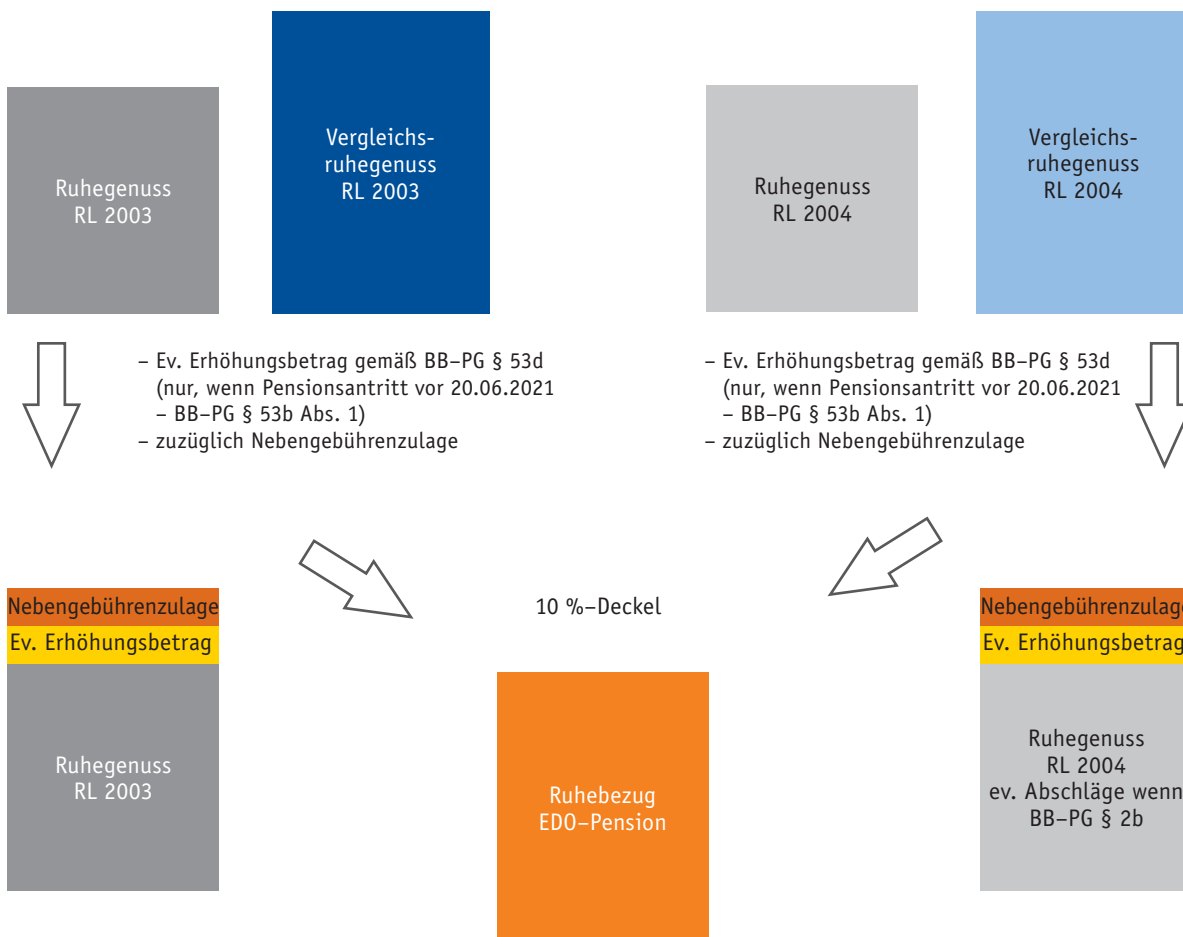 Ruhegenuss
RL 2003
Vergleichs-
ruhegenuss
RL 2003
Ruhegenuss
RL 2004
Vergleichs-
ruhegenuss
RL 2004
– Ev. Erhöhungsbetrag gemäß BB–PG § 53d
(nur, wenn Pensionsantritt vor 20.06.2021
– BB–PG § 53b Abs. 1)
– zuzüglich Nebengebührenzulage
– Ev. Erhöhungsbetrag gemäß BB–PG § 53d
(nur, wenn Pensionsantritt vor 20.06.2021
– BB–PG § 53b Abs. 1)
– zuzüglich Nebengebührenzulage
Nebengebührenzulage
Ev. Erhöhungsbetrag
Ruhegenuss
RL 2003
10 %–Deckel
Ruhebezug
EDO–Pension
Nebengebührenzulage
Ev. Erhöhungsbetrag
Ruhegenuss
RL 2004
ev. Abschläge wenn
BB–PG § 2b